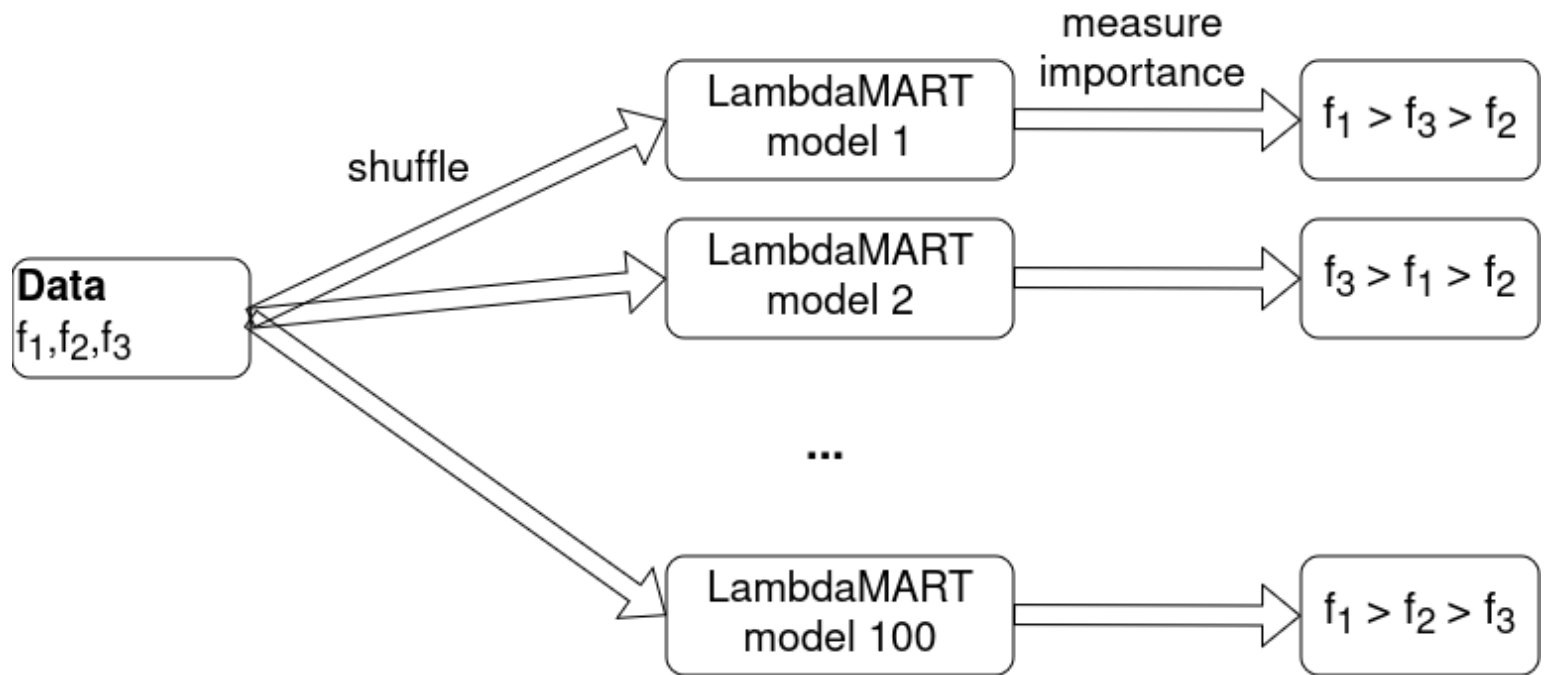 measure
importance
LambdaMART
model 1
f₁ > f₃ > f₂
shuffle
LambdaMART
model 2
f₃ > f₁ > f₂
Data
f₁,f₂,f₃
...
LambdaMART
model 100
f₁ > f₂ > f₃